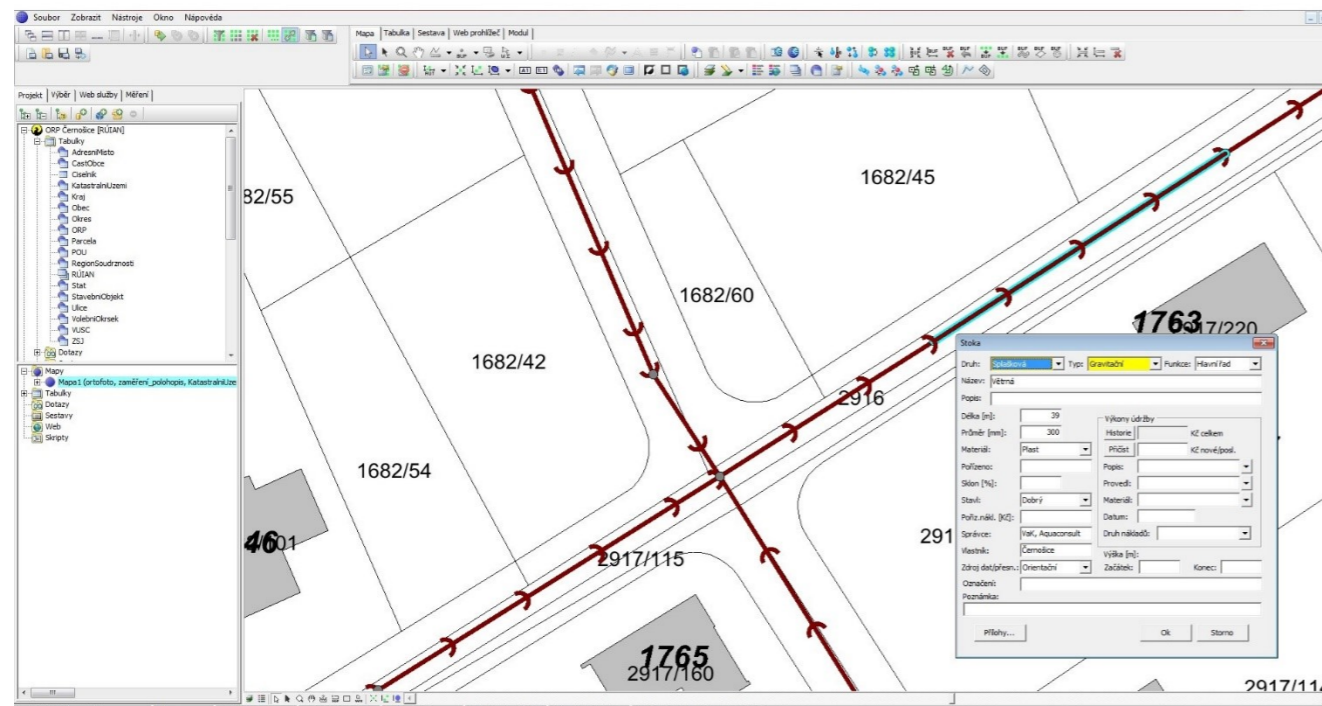 Soubor Zobrazit Nástroje Okno Nápověda
Mapa Tabulka Sestava Web prohlížeč Modul
Projekt Výběr Web služby Měření
ORP Černošice [RÚIAN]
Tabulky
AdresniMisto
CastObce
Ciselnik
KatastralniUzemi
Kraj
Obec
Okres
ORP
Parcela
POU
RegionSoudrznosti
RÚIAN
Stat
StavebniObjekt
Ulice
VolebniOkrsek
VUSC
ZSJ
Dotazy
Mapy
Mapa1 (ortofoto, zaměření_polohopis, KatastralniUze
Tabulky
Dotazy
Sestavy
Web
Skripty
82/55
1682/45
1682/60
1682/42
1763
17/220
2916
1682/54
46
/601
291
2917/115
1765
2917/160
2917/114
Stoka
Druh: Splašková Typ: Gravitační Funkce: Hlavní řad
Název: Větrná
Popis:
Délka [m]: 39
Výkony údržby
Průměr [mm]: 300
Historie Kč celkem
Materiál: Plast
Přičíst Kč nové/posl.
Pořízeno:
Popis:
Sklon [%]:
Provedl:
Stav: Dobrý
Materiál:
Poříz.nákl. [Kč]:
Datum:
Správce: VaK, Aquaconsult
Druh nákladů:
Vlastník: Černošice
Výška [m]:
Zdroj dat/přesn.: Orientační
Začátek: Konec:
Označení:
Poznámka:
Přílohy... Ok Storno